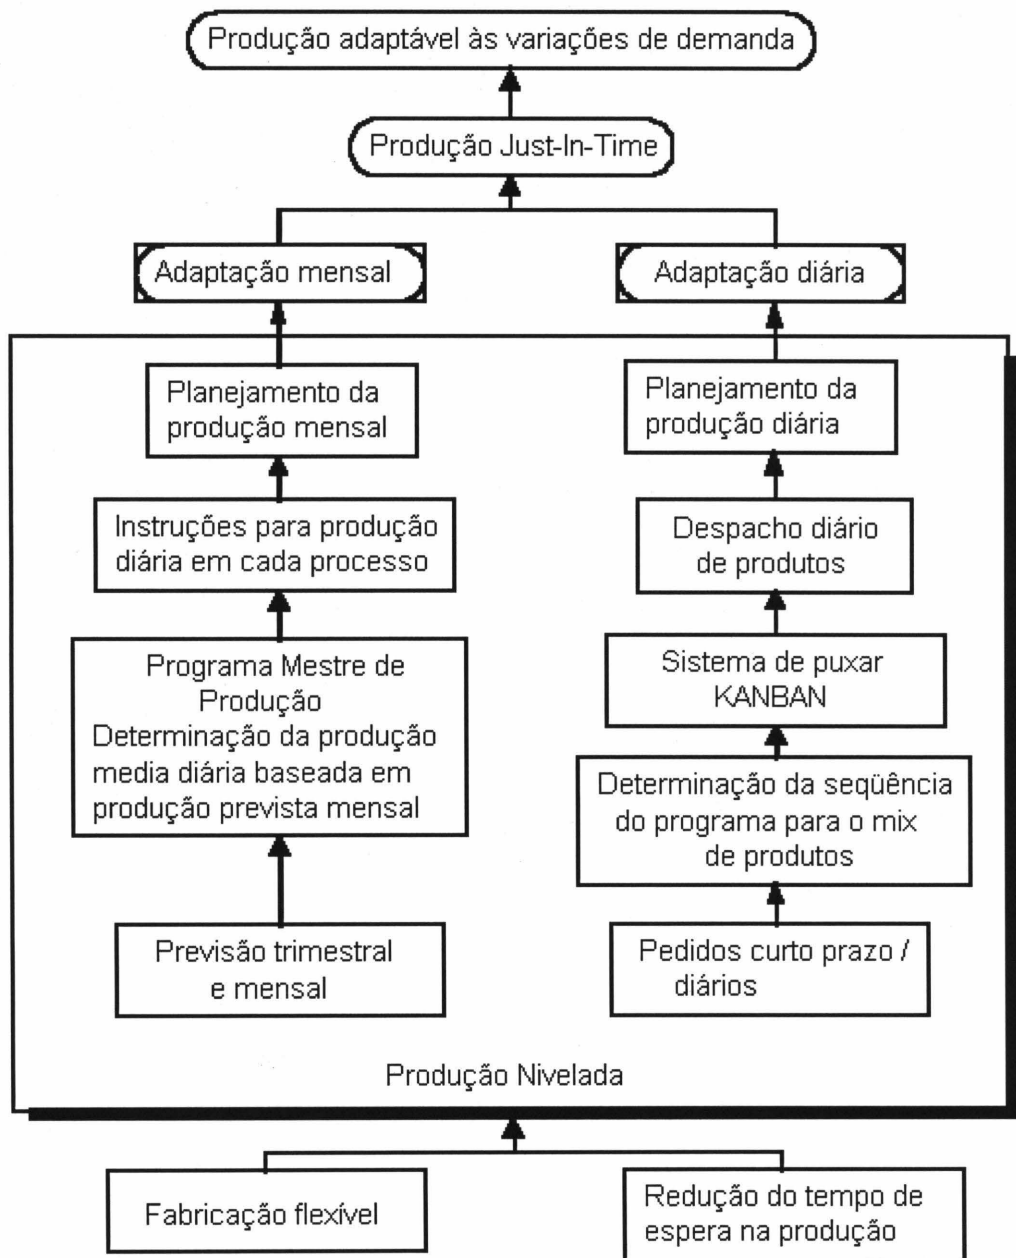 Produção adaptável às variações de demanda
Produção Just-In-Time
Adaptação mensal
Adaptação diária
Planejamento da
produção mensal
Planejamento da
produção diária
Instruções para produção
diária em cada processo
Despacho diário
de produtos
Programa Mestre de
Produção
Determinação da produção
media diária baseada em
produção prevista mensal
Sistema de puxar
KANBAN
Determinação da seqüência
do programa para o mix
de produtos
Previsão trimestral
e mensal
Pedidos curto prazo /
diários
Produção Nivelada
Fabricação flexível
Redução do tempo de
espera na produção